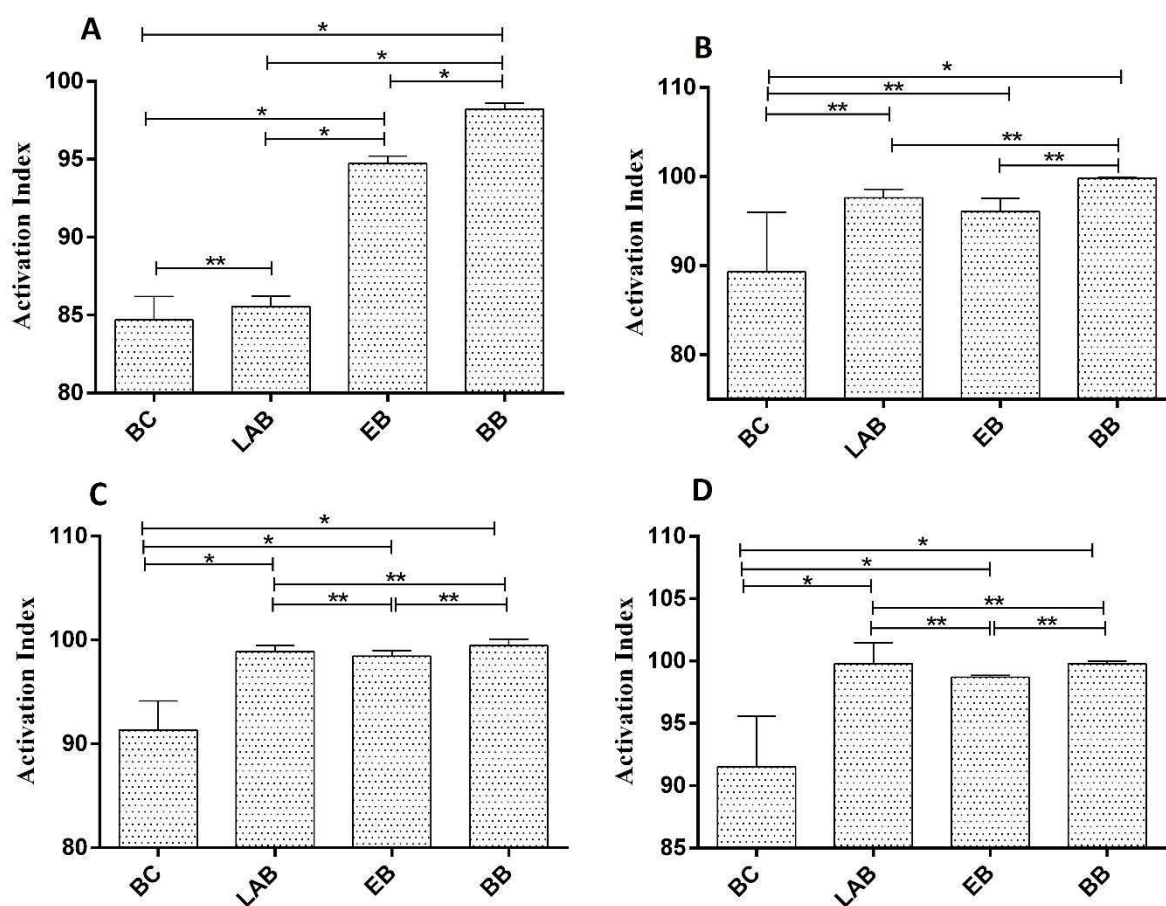 A
*
*
*
*
*
**
100
95
90
85
80
Activation Index
BC
LAB
EB
BB
B
*
**
**
**
**
110
100
90
80
Activation Index
BC
LAB
EB
BB
C
*
*
*
**
**
**
110
100
90
80
Activation Index
BC
LAB
EB
BB
D
*
*
*
**
**
**
110
105
100
95
90
85
Activation Index
BC
LAB
EB
BB